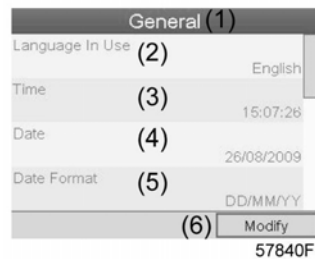 General (1)
Language In Use (2)
English
Time (3)
15:07:26
Date (4)
26/08/2009
Date Format (5)
DD/MM/YY
(6) Modify
57840F